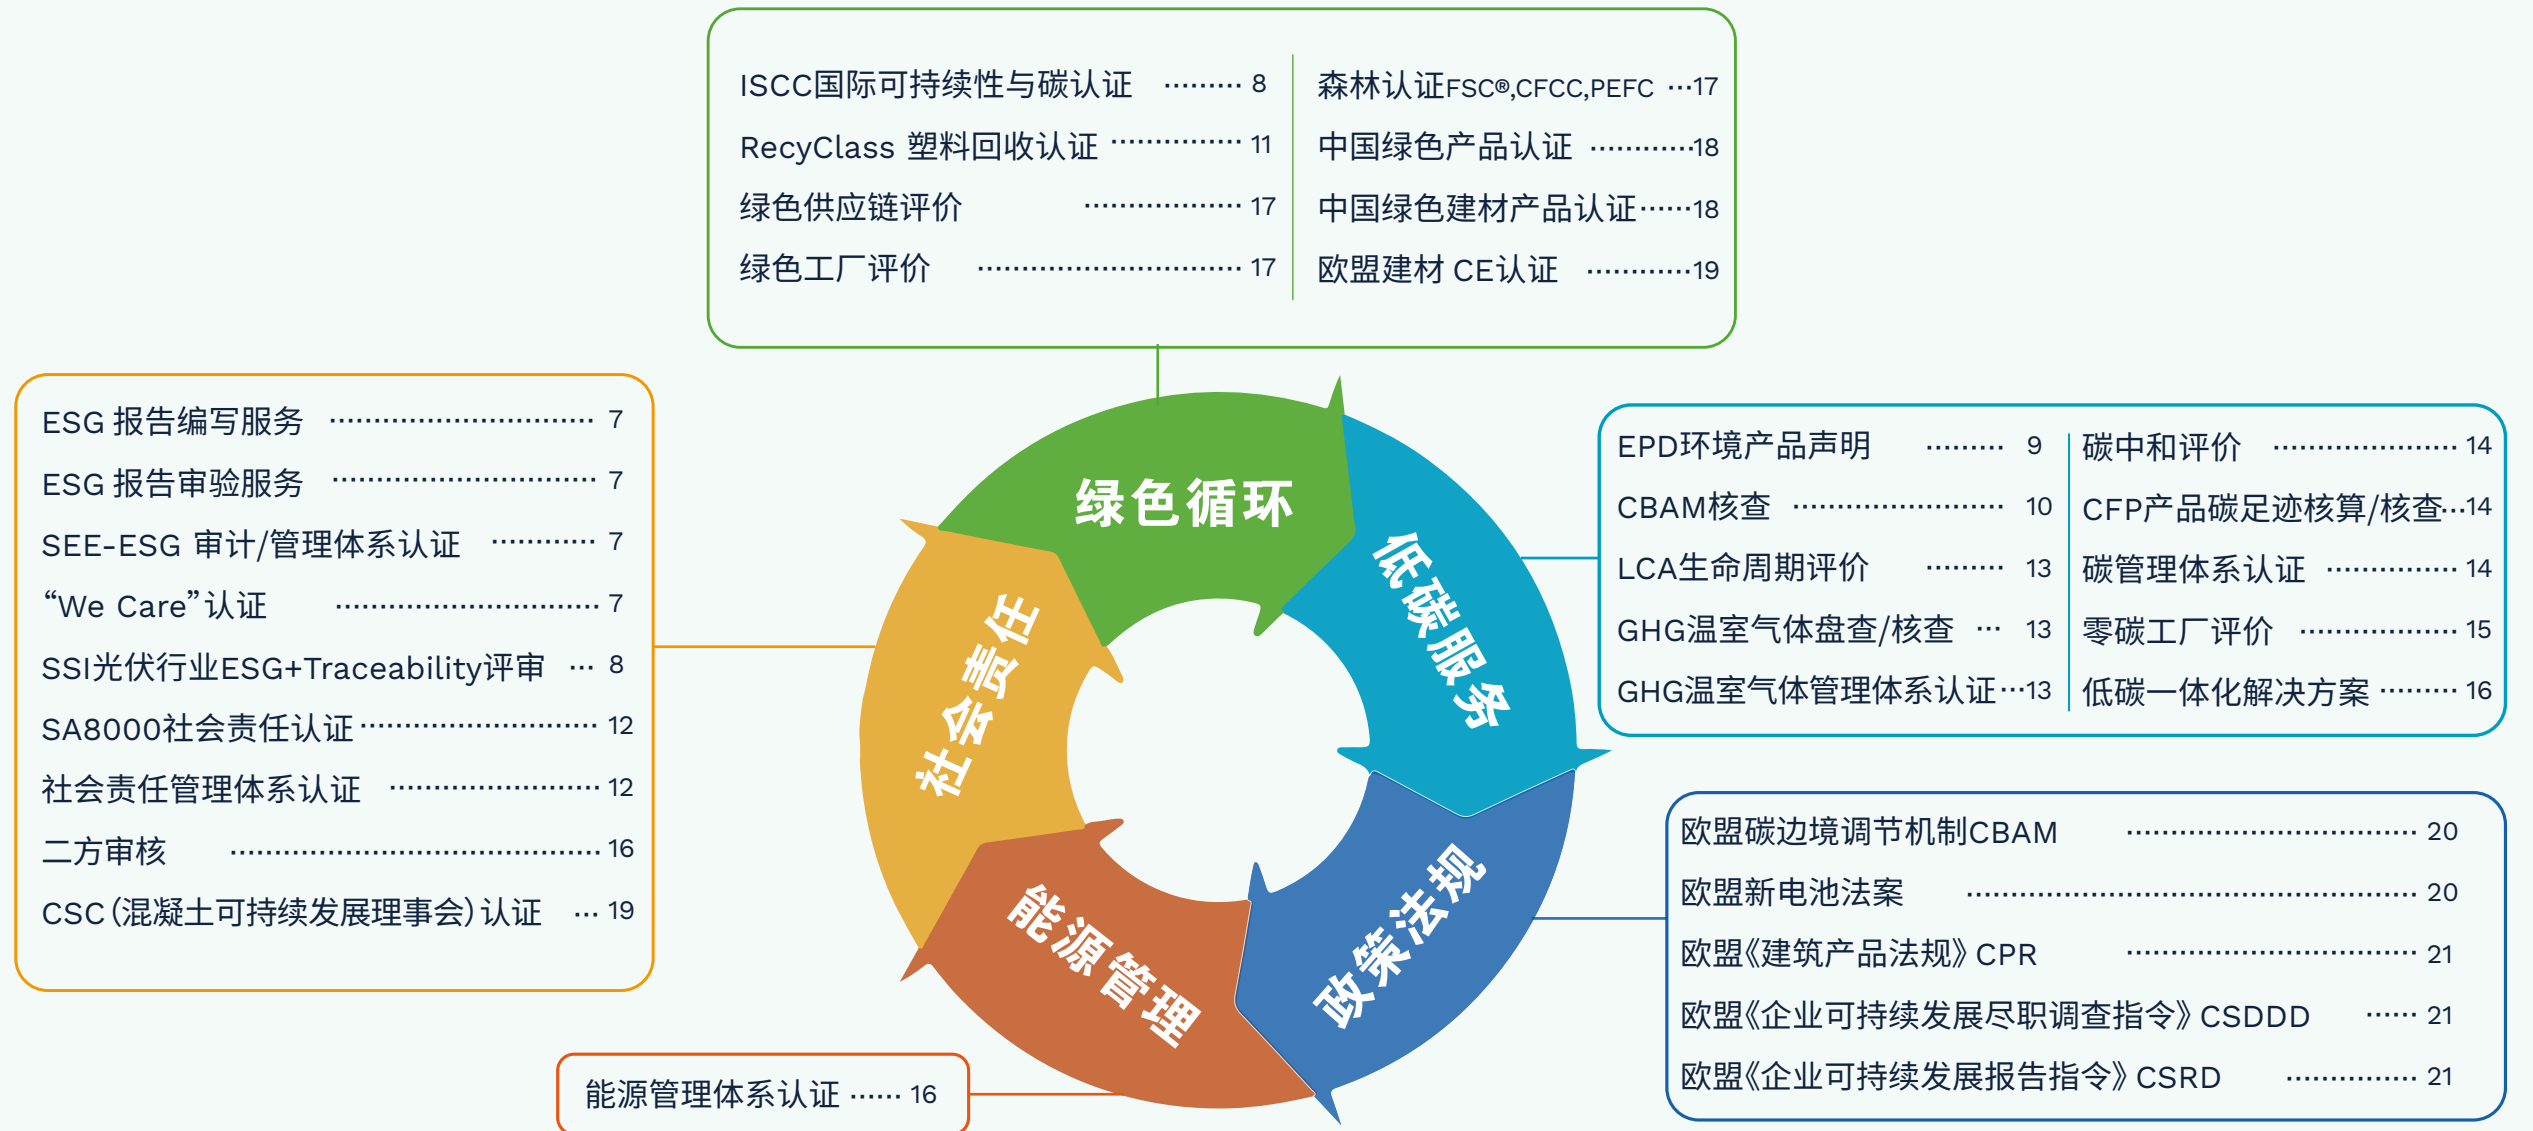 ISCC国际可持续性与碳认证 ········· 8
RecyClass 塑料回收认证 ··············· 11
绿色供应链评价 ·················· 17
绿色工厂评价 ······························ 17
森林认证FSC®,CFCC,PEFC ···17
中国绿色产品认证 ············18
中国绿色建材产品认证······18
欧盟建材 CE认证 ············19
ESG 报告编写服务 ······························ 7
ESG 报告审验服务 ······························ 7
SEE-ESG 审计/管理体系认证 ············ 7
“We Care”认证 ······························ 7
SSI光伏行业ESG+Traceability评审 ··· 8
SA8000社会责任认证··························· 12
社会责任管理体系认证 ························ 12
二方审核 ·········································· 16
CSC(混凝土可持续发展理事会)认证 ··· 19
绿色循环
低碳服务
社会责任
能源管理
政策法规
EPD环境产品声明 ········· 9
CBAM核查 ························ 10
LCA生命周期评价 ········· 13
GHG温室气体盘查/核查 ··· 13
GHG温室气体管理体系认证···13
碳中和评价 ····················· 14
CFP产品碳足迹核算/核查···14
碳管理体系认证 ··············· 14
零碳工厂评价 ·················· 15
低碳一体化解决方案 ········· 16
欧盟碳边境调节机制CBAM ································· 20
欧盟新电池法案 ··················································· 20
欧盟《建筑产品法规》CPR ································· 21
欧盟《企业可持续发展尽职调查指令》CSDDD ······ 21
欧盟《企业可持续发展报告指令》CSRD ··············· 21
能源管理体系认证 ······ 16